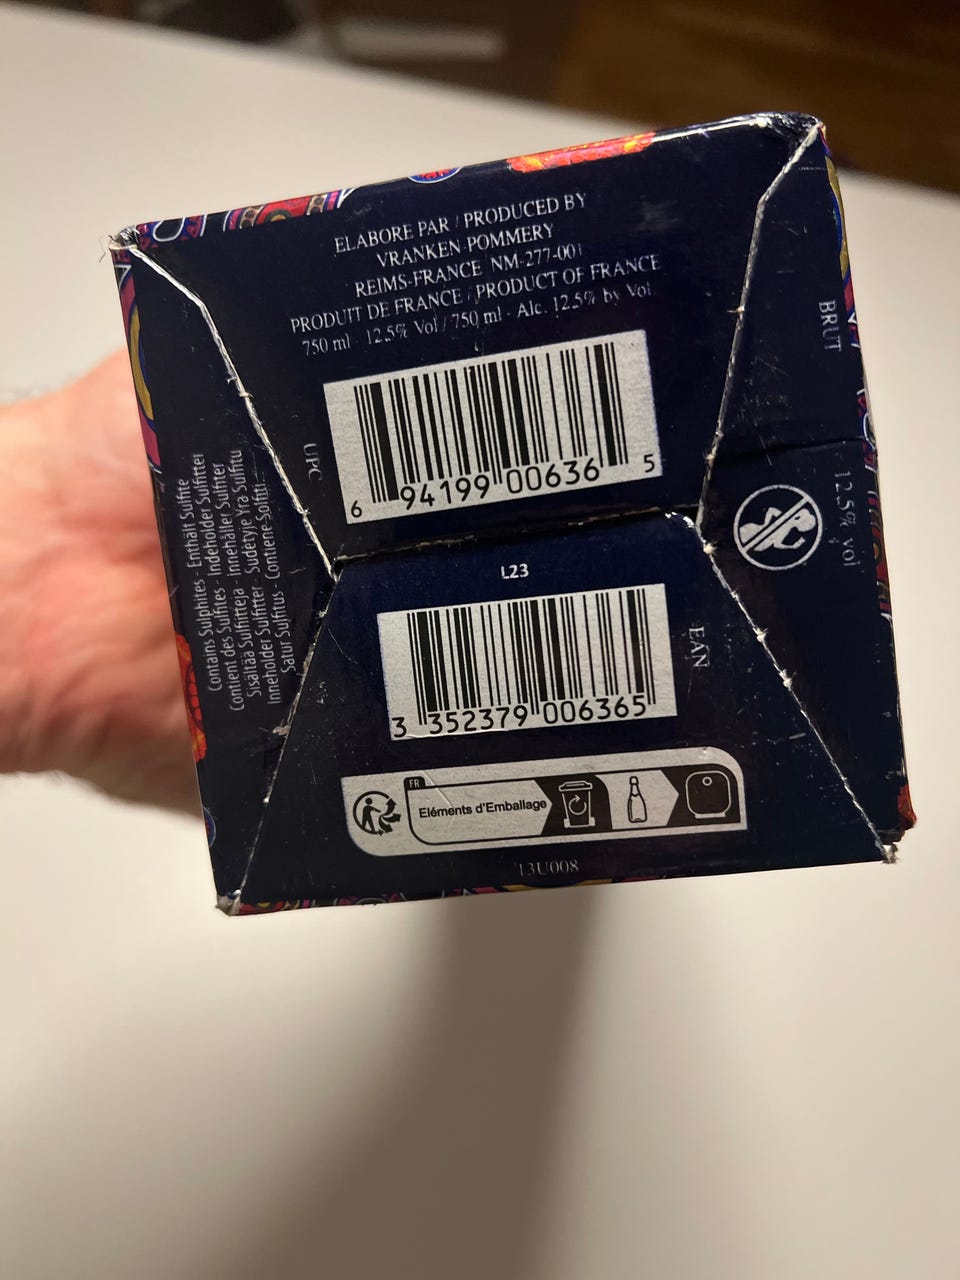 ELABORE PAR / PRODUCED BY
VRANKEN-POMMERY
REIMS-FRANCE NM-277-001
PRODUIT DE FRANCE / PRODUCT OF FRANCE
750 ml 12.5% Vol / 750 ml - Alc. 12.5% by Vol
UPC
6 94199 00636 5
L23
EAN
3 352379 006365
FR
Eléments d'Emballage
13U008
Contains Sulphites - Enthält Sulfite
Contient des Sulfites - Indeholder Sulfitter
Sisältää Sulfitteja - Innehåller Sulfiter
Inneholder Sulfitter - Sudėtyje Yra Sulfitų
Satur Sulfītus - Contiene Solfiti
BRUT
12.5% vol